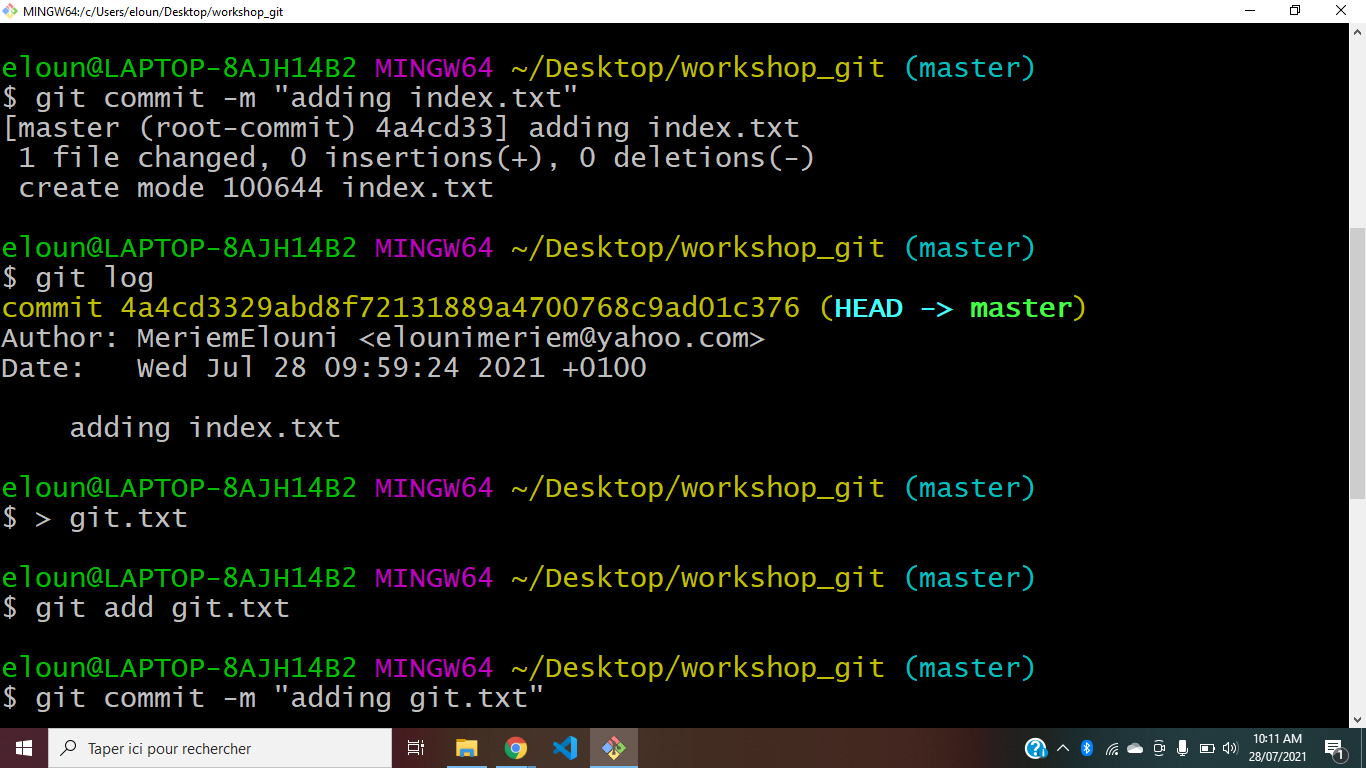 MINGW64:/c/Users/eloun/Desktop/workshop_git
eloun@LAPTOP-8AJH14B2 MINGW64 ~/Desktop/workshop_git (master)
$ git commit -m "adding index.txt"
[master (root-commit) 4a4cd33] adding index.txt
 1 file changed, 0 insertions(+), 0 deletions(-)
 create mode 100644 index.txt
eloun@LAPTOP-8AJH14B2 MINGW64 ~/Desktop/workshop_git (master)
$ git log
commit 4a4cd3329abd8f72131889a4700768c9ad01c376 (HEAD -> master)
Author: MeriemElouni <elounimeriem@yahoo.com>
Date:   Wed Jul 28 09:59:24 2021 +0100
    adding index.txt
eloun@LAPTOP-8AJH14B2 MINGW64 ~/Desktop/workshop_git (master)
$ > git.txt
eloun@LAPTOP-8AJH14B2 MINGW64 ~/Desktop/workshop_git (master)
$ git add git.txt
eloun@LAPTOP-8AJH14B2 MINGW64 ~/Desktop/workshop_git (master)
$ git commit -m "adding git.txt"
Taper ici pour rechercher
10:11 AM
28/07/2021
1